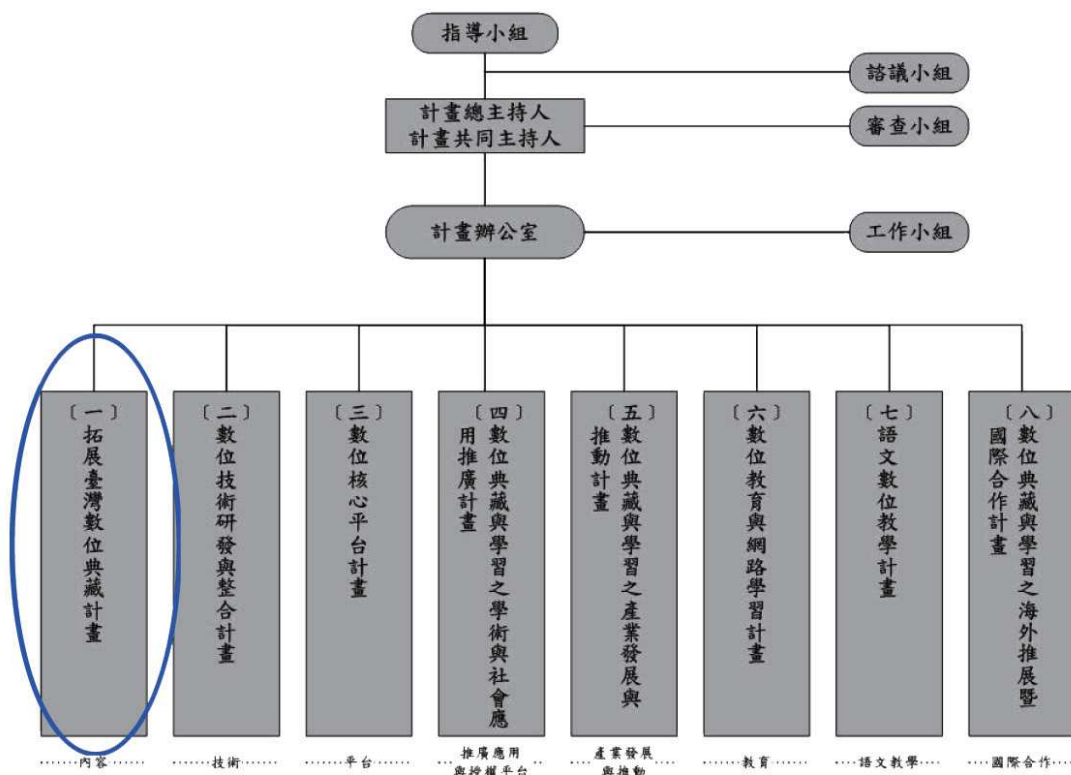 指導小組
諮議小組
計畫總主持人
計畫共同主持人
審查小組
計畫辦公室
工作小組
〔一〕拓展臺灣數位典藏計畫
〔二〕數位技術研發與整合計畫
〔三〕數位核心平台計畫
〔四〕數位典藏與學習之學術與社會應
用推廣計畫
〔五〕數位典藏與學習之產業發展與
推動計畫
〔六〕數位教育與網路學習計畫
〔七〕語文數位教學計畫
〔八〕數位典藏與學習之海外推展暨
國際合作計畫
內容
技術
平台
推廣應用
與授權平台
產業發展
與推動
教育
語文教學
國際合作